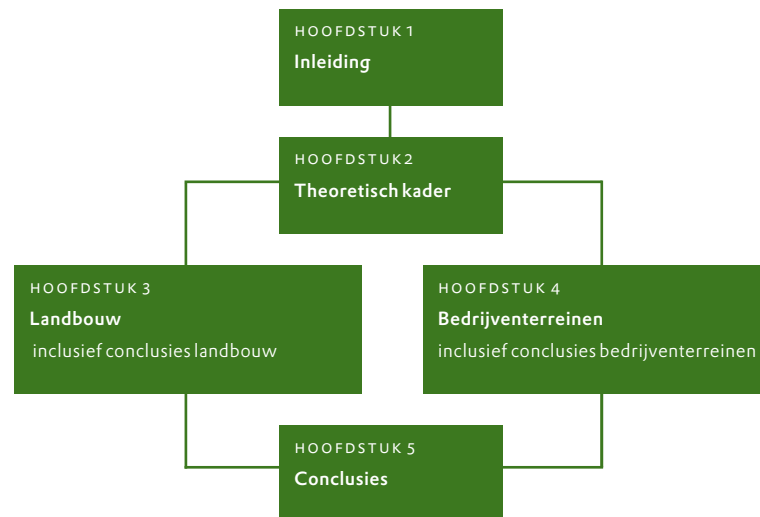 HOOFDSTUK 1
Inleiding
HOOFDSTUK 2
Theoretisch kader
HOOFDSTUK 3
Landbouw
inclusief conclusies landbouw
HOOFDSTUK 4
Bedrijventerreinen
inclusief conclusies bedrijventerreinen
HOOFDSTUK 5
Conclusies